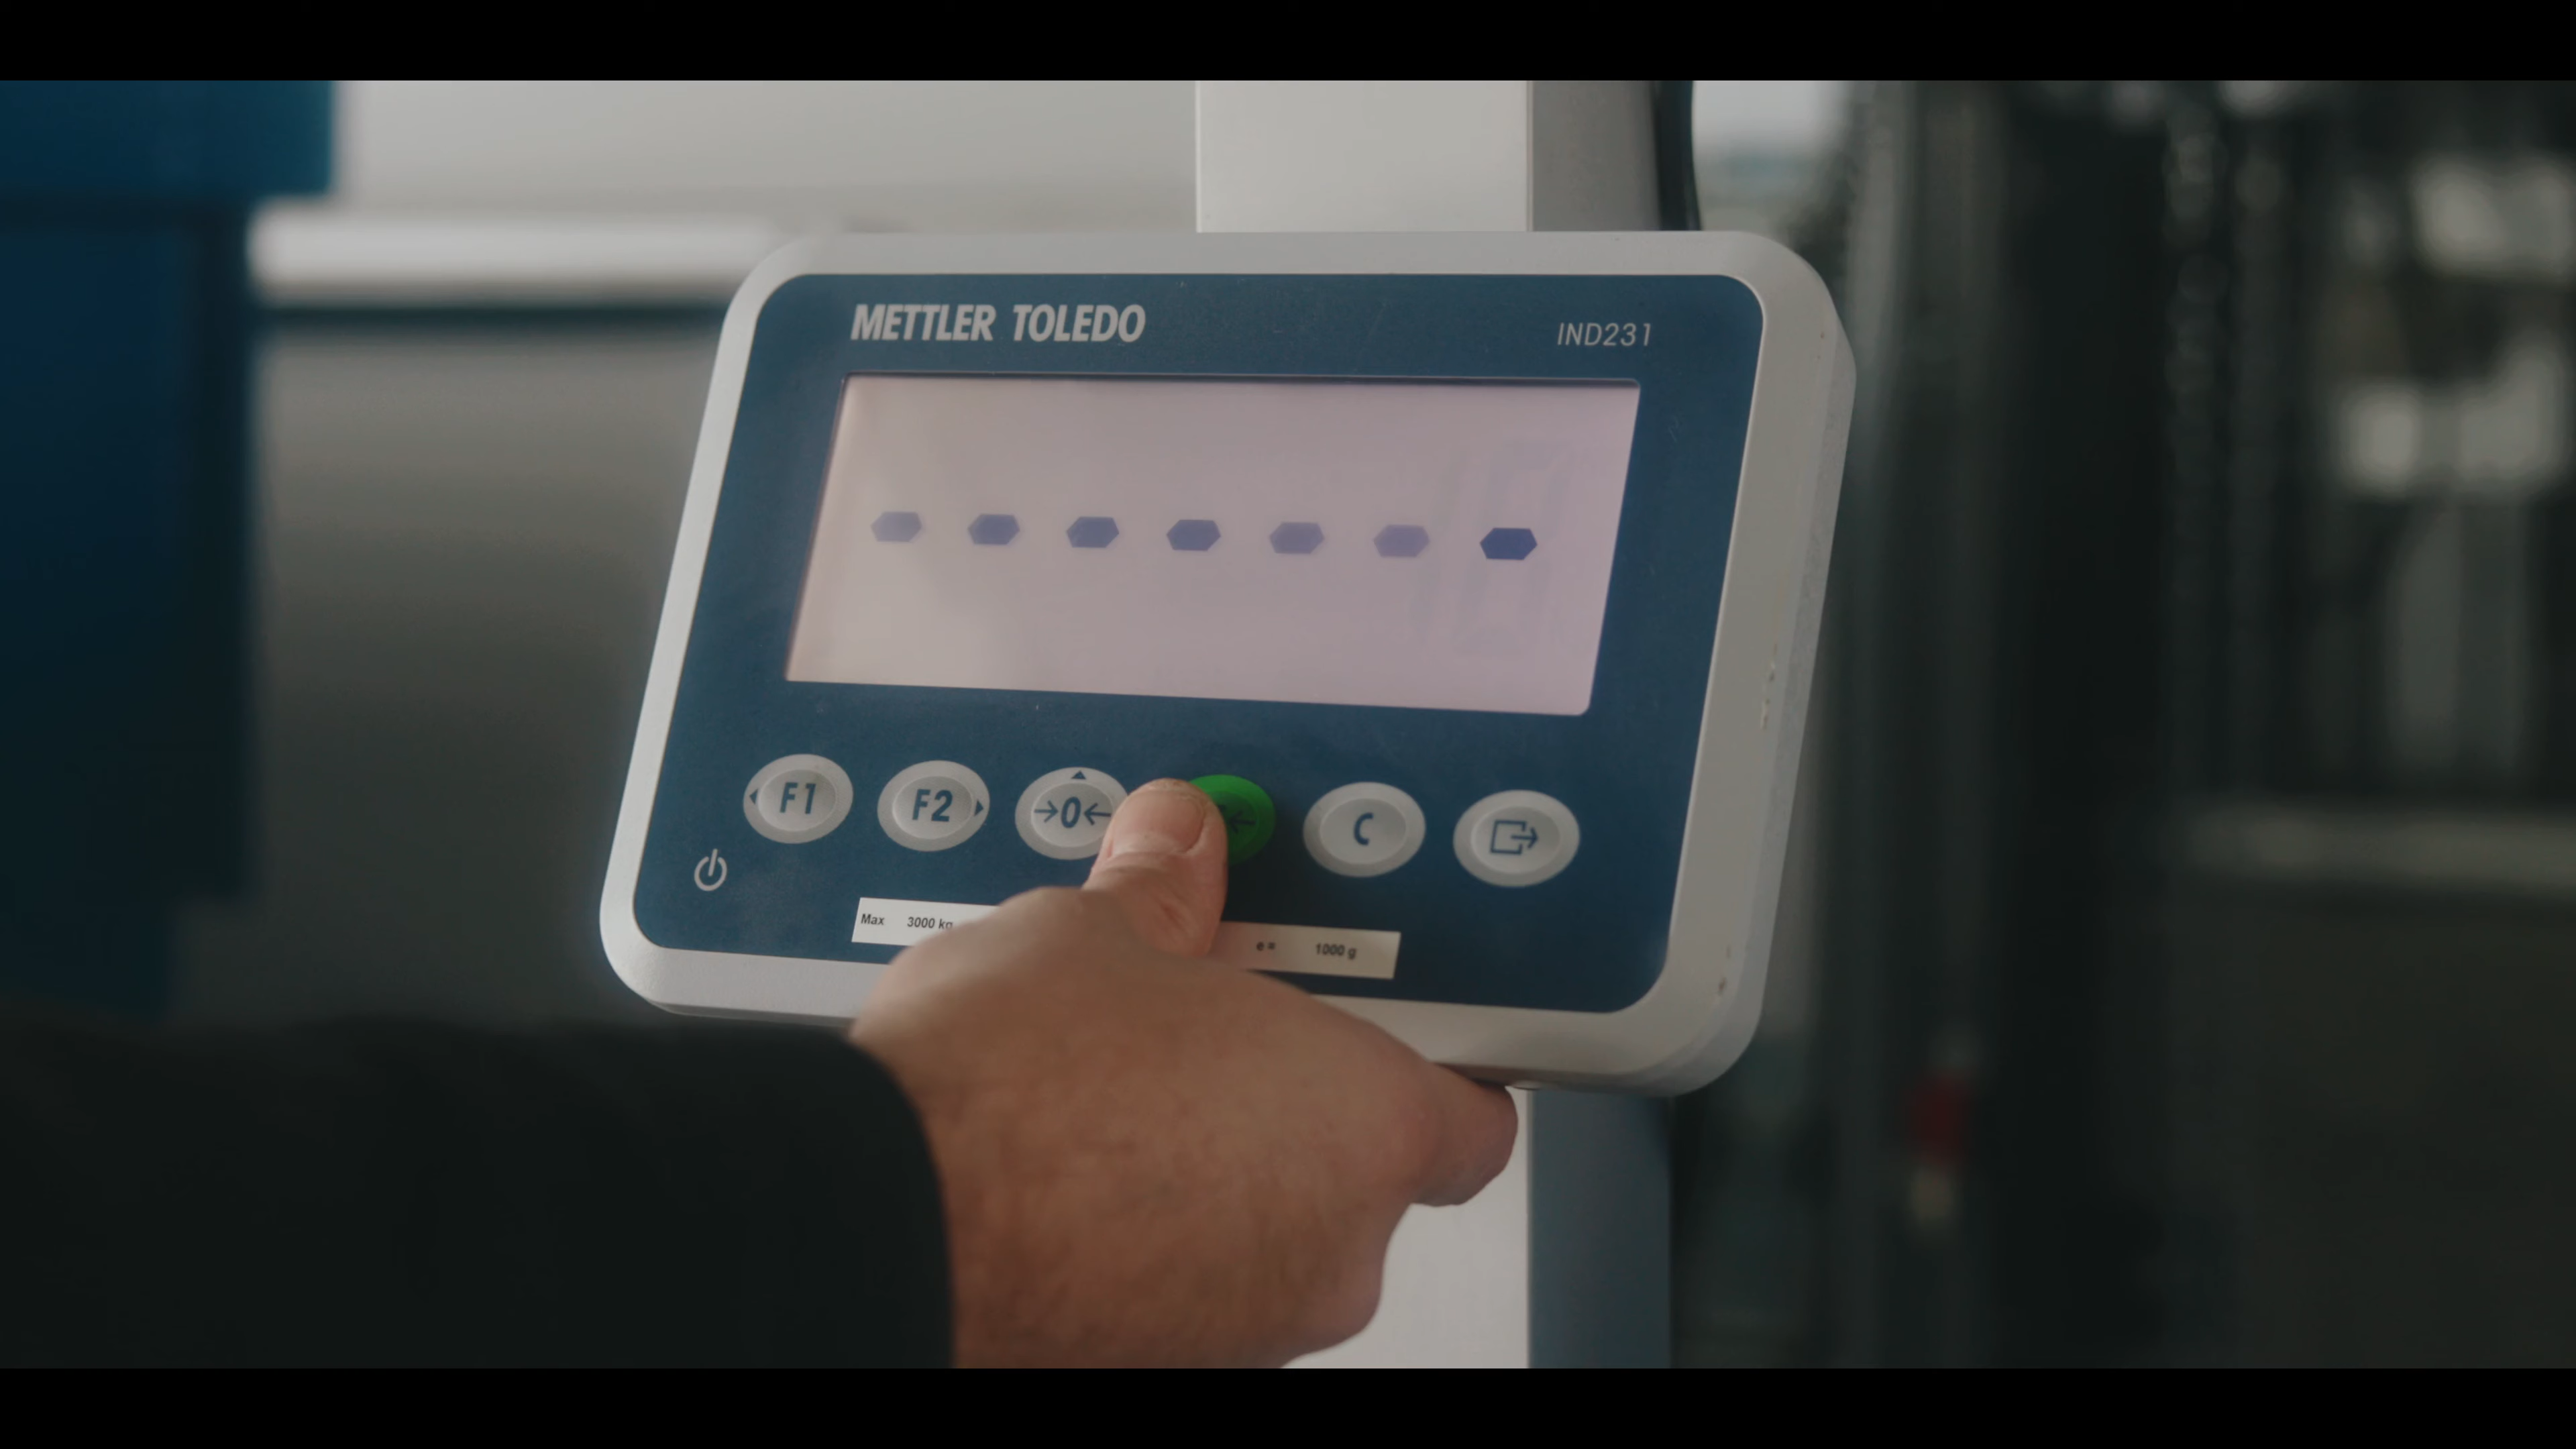 METTLER TOLEDO
IND231
-------
F1 F2 →0← ← C
Max 3000 kg e = 1000 g